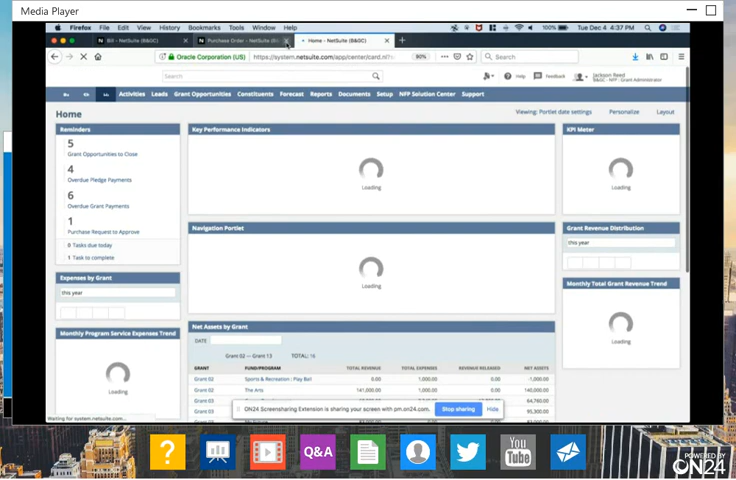 Media Player
Firefox File Edit View History Bookmarks Tools Window Help
100% Tue Dec 4 4:37 PM
Bill - NetSuite (B&GC)
Purchase Order - NetSuite (B&
Home - NetSuite (B&GC)
Oracle Corporation (US)
https://system.netsuite.com/app/center/card.nl?
90%
Search
Search
Help
Feedback
Jackson Reed
B&GC - NFP - Grant Administrator
Activities Leads Grant Opportunities Constituents Forecast Reports Documents Setup NFP Solution Center Support
Home
Viewing: Portlet date settings
Personalize
Layout
Reminders
5
Grant Opportunities to Close
4
Overdue Pledge Payments
6
Overdue Grant Payments
1
Purchase Request to Approve
0 Tasks due today
1 Task to complete
Expenses by Grant
this year
Monthly Program Service Expenses Trend
Loading
Waiting for system.netsuite.com...
Key Performance Indicators
Loading
Navigation Portlet
Loading
Net Assets by Grant
DATE
Grant 02 — Grant 13 TOTAL: 16
GRANT FUND/PROGRAM TOTAL REVENUE TOTAL EXPENSES REVENUE RELEASED NET ASSETS
Grant 02 Sports & Recreation : Play Ball 0.00 1,000.00 0.00 -1,000.00
Grant 02 The Arts 141,000.00 1,000.00 0.00 140,000.00
Grant 03 64,760.00
Grant 03 95,300.00
ON24 Screensharing Extension is sharing your screen with pm.on24.com.
Stop sharing
Hide
KPI Meter
Loading
Grant Revenue Distribution
this year
Monthly Total Grant Revenue Trend
Loading
?
Q&A
You
Tube
POWERED BY
ON24